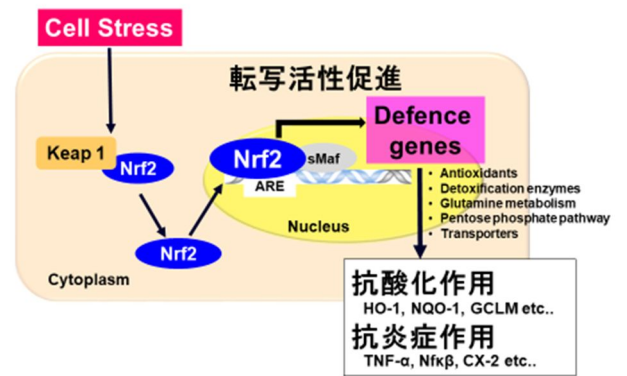 Cell Stress
転写活性促進
Defence
genes
Keap 1
Nrf2
Nrf2
sMaf
ARE
Nucleus
Nrf2
Cytoplasm
• Antioxidants
• Detoxification enzymes
• Glutamine metabolism
• Pentose phosphate pathway
• Transporters
抗酸化作用
HO-1, NQO-1, GCLM etc..
抗炎症作用
TNF-α, Nfκβ, CX-2 etc..